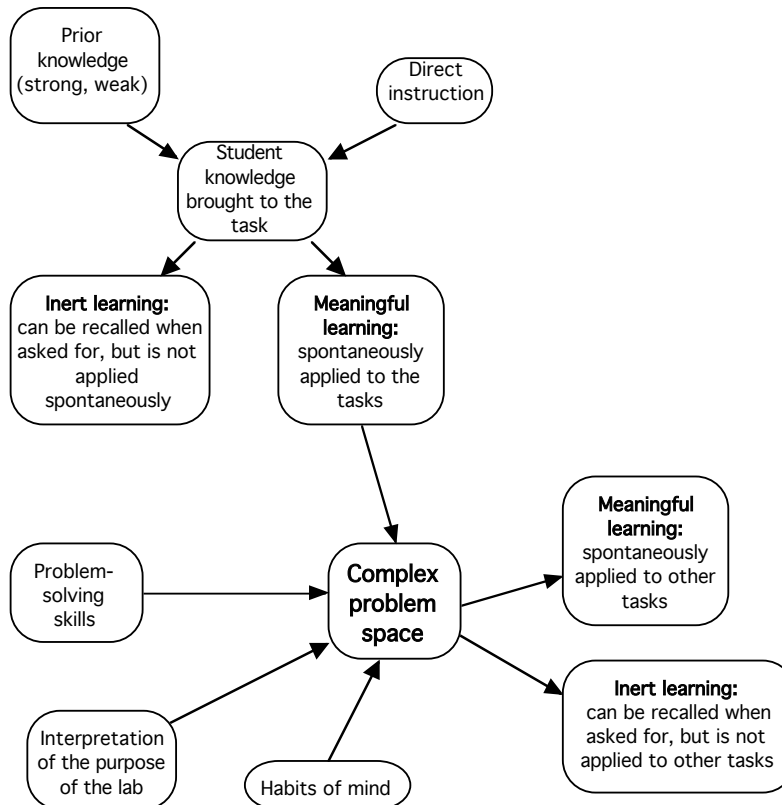 Prior
knowledge
(strong, weak)
Direct
instruction
Student
knowledge
brought to the
task
Inert learning:
can be recalled when
asked for, but is not
applied
spontaneously
Meaningful
learning:
spontaneously
applied to the
tasks
Meaningful
learning:
spontaneously
applied to other
tasks
Problem-
solving
skills
Complex
problem
space
Inert learning:
can be recalled when
asked for, but is not
applied to other tasks
Interpretation
of the purpose
of the lab
Habits of mind